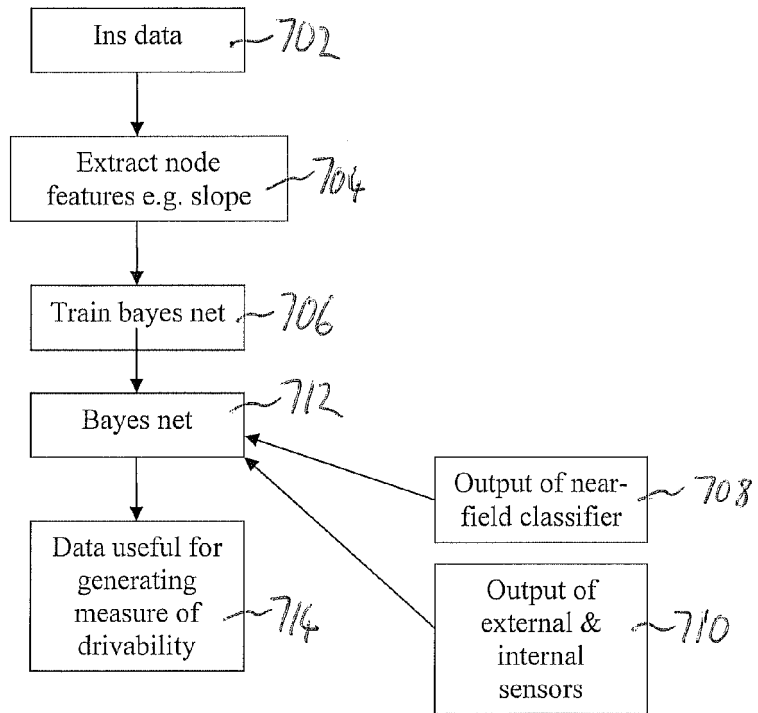 Ins data
702
Extract node
features e.g. slope
704
Train bayes net
706
Bayes net
712
Output of near-
field classifier
708
Data useful for
generating
measure of
drivability
714
Output of
external &
internal
sensors
710